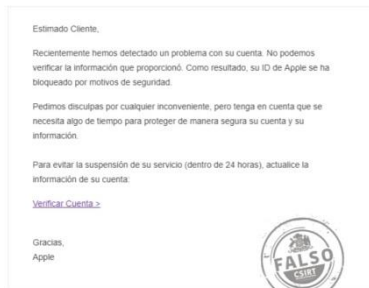 Estimado Cliente,
Recientemente hemos detectado un problema con su cuenta. No podemos
verificar la información que proporcionó. Como resultado, su ID de Apple se ha
bloqueado por motivos de seguridad.
Pedimos disculpas por cualquier inconveniente, pero tenga en cuenta que se
necesita algo de tiempo para proteger de manera segura su cuenta y su
información.
Para evitar la suspensión de su servicio (dentro de 24 horas), actualice la
información de su cuenta:
Verificar Cuenta >
Gracias,
Apple
FALSO
CSIRT